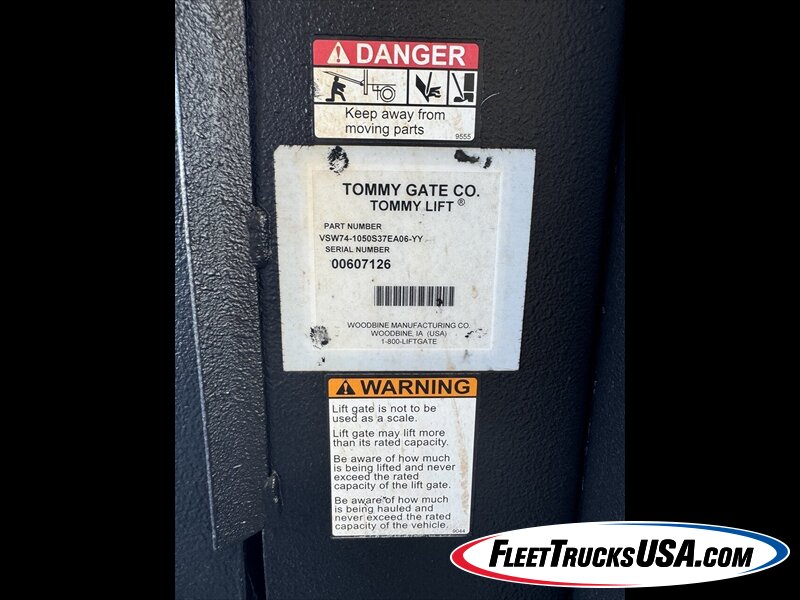 DANGER
Keep away from
moving parts
9555
TOMMY GATE CO.
TOMMY LIFT ®
PART NUMBER
VSW74-1050S37EA06-YY
SERIAL NUMBER
00607126
WOODBINE MANUFACTURING CO.
WOODBINE, IA (USA)
1-800-LIFTGATE
WARNING
Lift gate is not to be
used as a scale.
Lift gate may lift more
than its rated capacity.
Be aware of how much
is being lifted and never
exceed the rated
capacity of the lift gate.
Be aware of how much
is being hauled and
never exceed the rated
capacity of the vehicle.
9044
FLEETTRUCKSUSA.COM